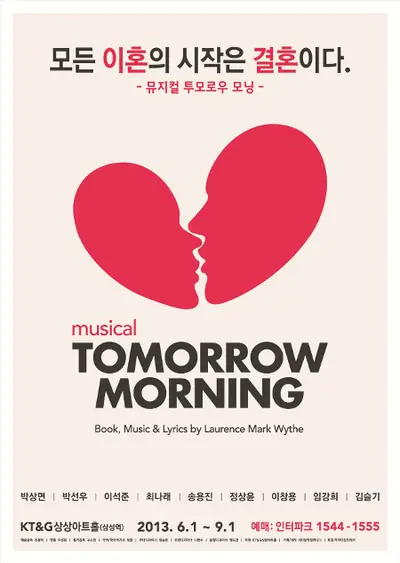 모든 이혼의 시작은 결혼이다.
- 뮤지컬 투모로우 모닝 -
musical
TOMORROW
MORNING
Book, Music & Lyrics by Laurence Mark Wythe
박상면 | 박선우 | 이석준 | 최나래 | 송용진 | 정상윤 | 이창용 | 임강희 | 김슬기
KT&G상상아트홀(삼성역) 2013. 6.1 ~ 9.1 예매: 인터파크 1544 -1555